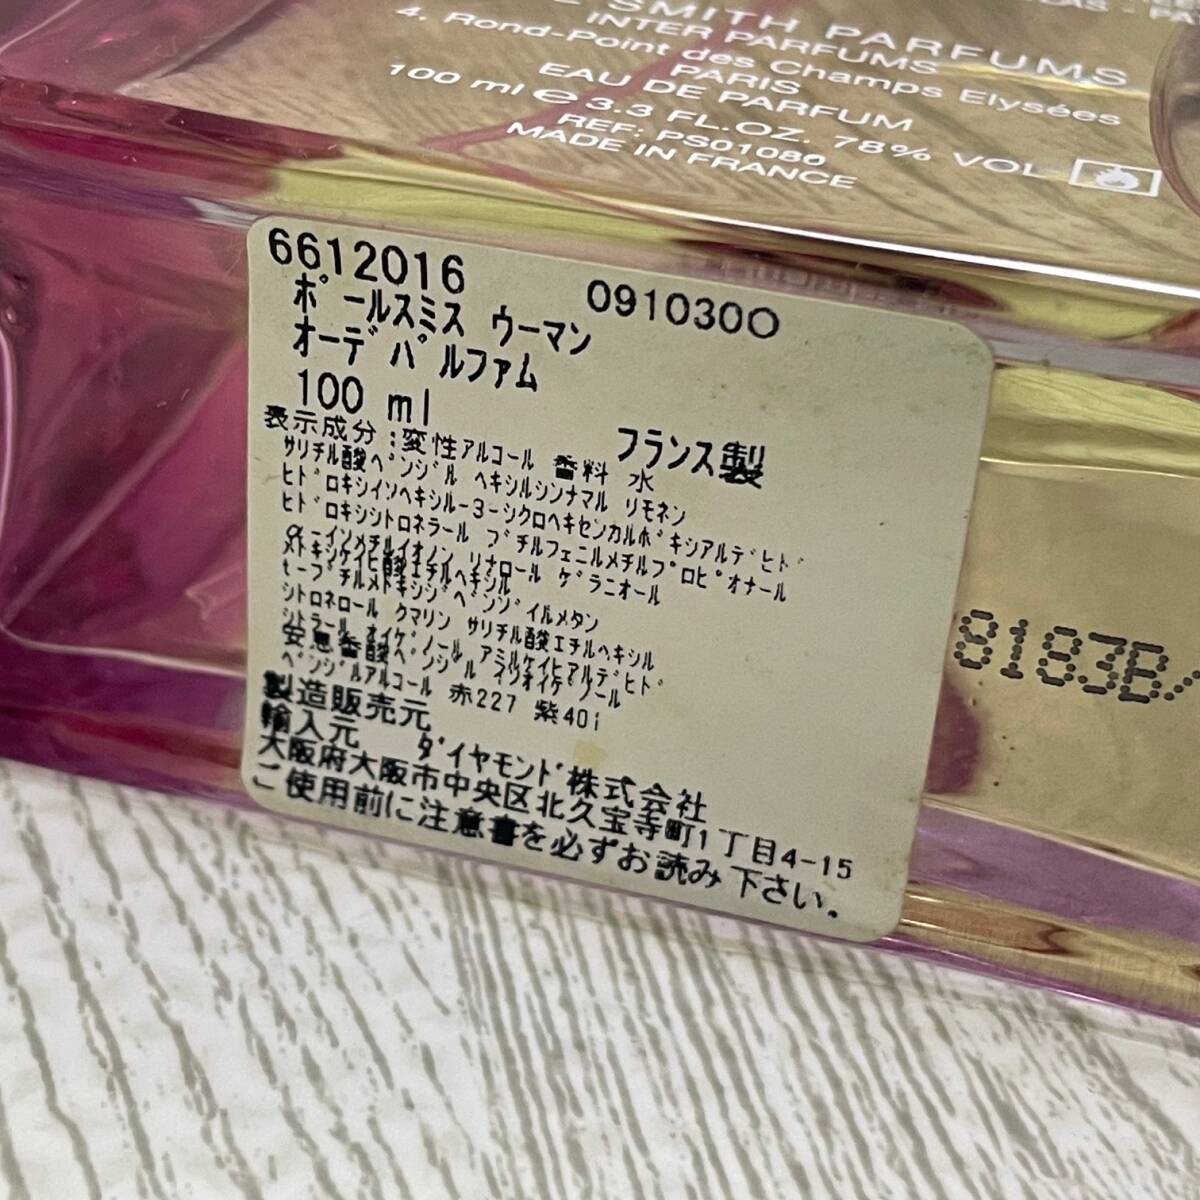 SMITH PARFUMS
INTER PARFUMS
4, Rond-Point des Champs Elysées
PARIS
EAU DE PARFUM
100 ml e 3.3 FL.OZ. 78% VOL
REF: PS01080
MADE IN FRANCE
6612016 091030O
ポールスミス ウーマン
オーデ パルファム
100 ml フランス製
表示成分:変性アルコール 香料 水
サリチル酸ベンジル ヘキシルシンナマル リモネン
ヒドロキシイソヘキシル-3-シクロヘキセンカルボキシアルデヒド
ヒドロキシシトロネラール ブチルフェニルメチルプロピオナール
α-イソメチルイオノン リナロール ゲラニオール
メトキシケイヒ酸エチルヘキシル
t-ブチルメトキシジベンゾイルメタン
シトロネロール クマリン サリチル酸エチルヘキシル
シトラール オイゲノール アミルケイヒアルデヒド
安息香酸ベンジル イソオイゲノール
ベンジルアルコール 赤227 紫401
製造販売元
輸入元 ダイヤモンド株式会社
大阪府大阪市中央区北久宝寺町1丁目4-15
ご使用前に注意書を必ずお読み下さい.
8183B